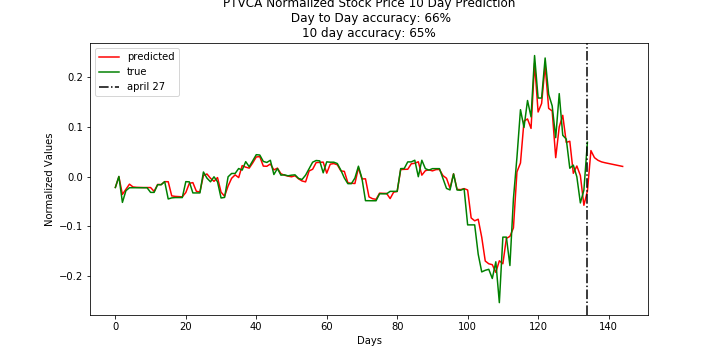 PTVCA Normalized Stock Price 10 Day Prediction
Day to Day accuracy: 66%
10 day accuracy: 65%
predicted
true
april 27
Normalized Values
0.2
0.1
0.0
−0.1
−0.2
0 20 40 60 80 100 120 140
Days